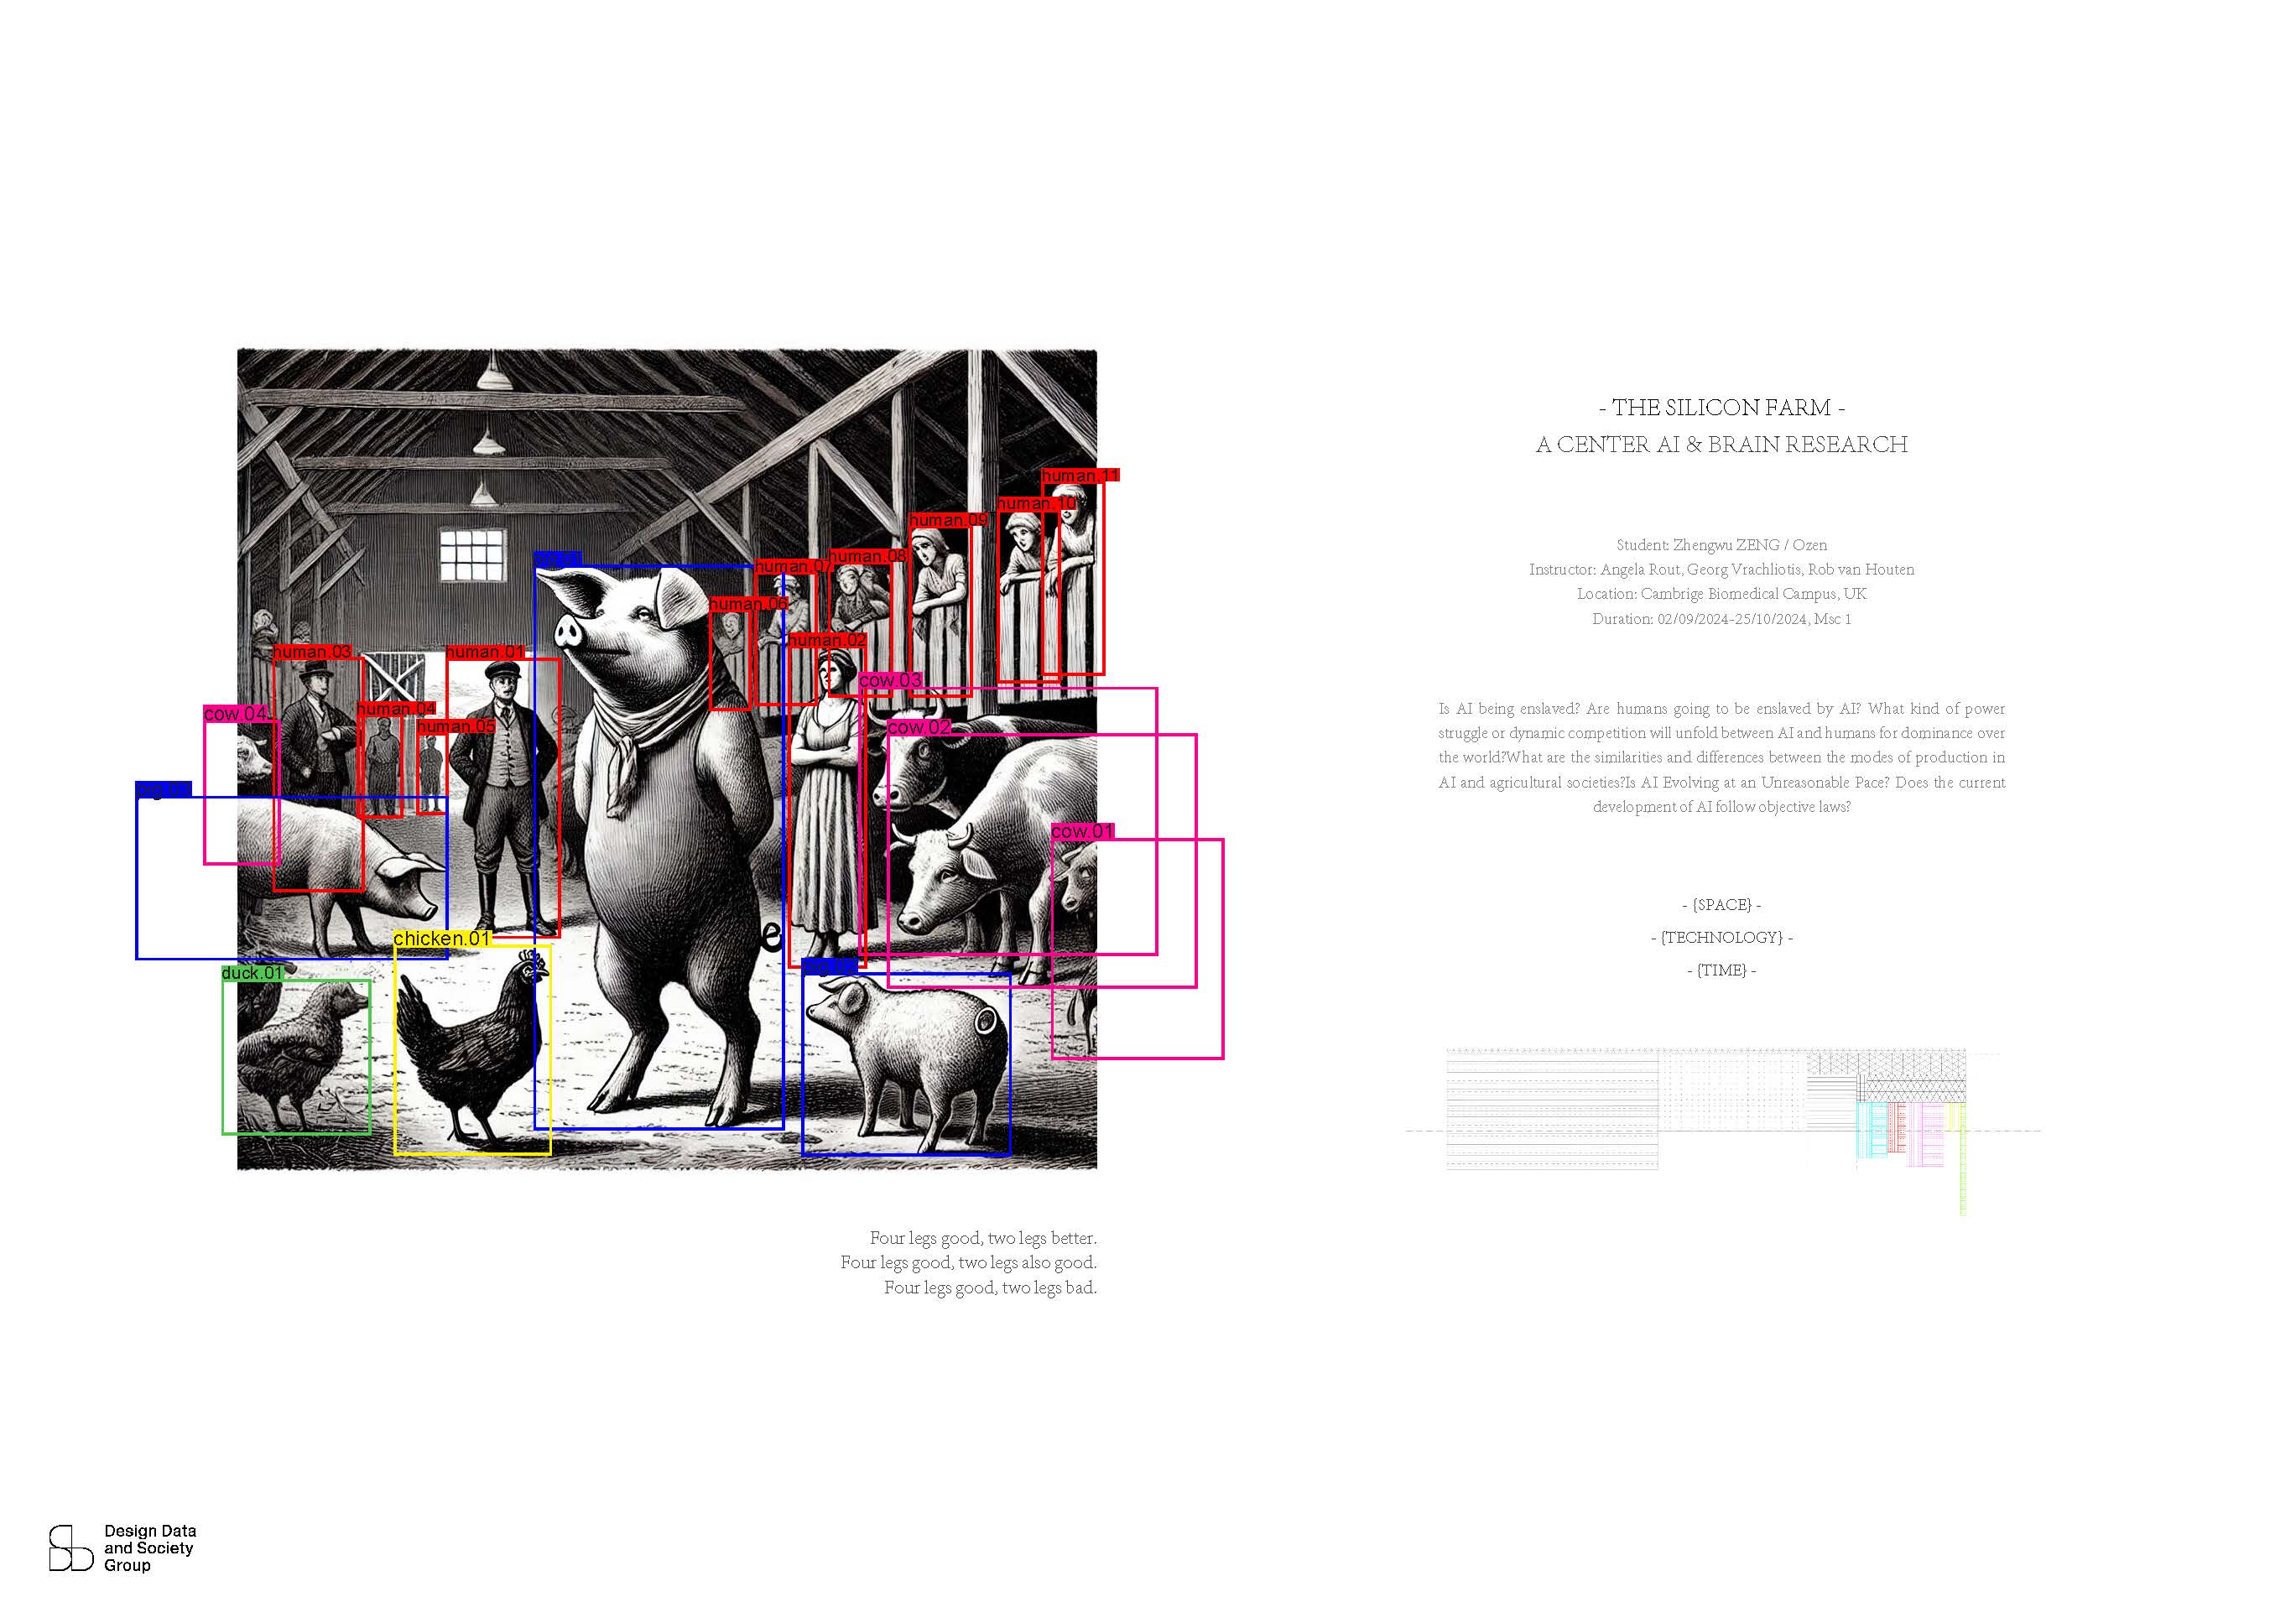 human.11
human.10
human.09
human.08
human.07
human.06
human.02
human.03
human.01
cow.03
cow.04
human.04
human.05
cow.02
pig.03
cow.01
e
chicken.01
duck.01
Four legs good, two legs better.
Four legs good, two legs also good.
Four legs good, two legs bad.
- THE SILICON FARM -
A CENTER AI & BRAIN RESEARCH
Student: Zhengwu ZENG / Ozen
Instructor: Angela Rout, Georg Vrachliotis, Rob van Houten
Location: Cambrige Biomedical Campus, UK
Duration: 02/09/2024-25/10/2024, Msc 1
Is AI being enslaved? Are humans going to be enslaved by AI? What kind of power
struggle or dynamic competition will unfold between AI and humans for dominance over
the world?What are the similarities and differences between the modes of production in
AI and agricultural societies?Is AI Evolving at an Unreasonable Pace? Does the current
development of AI follow objective laws?
- {SPACE} -
- {TECHNOLOGY} -
- {TIME} -
Design Data
and Society
Group